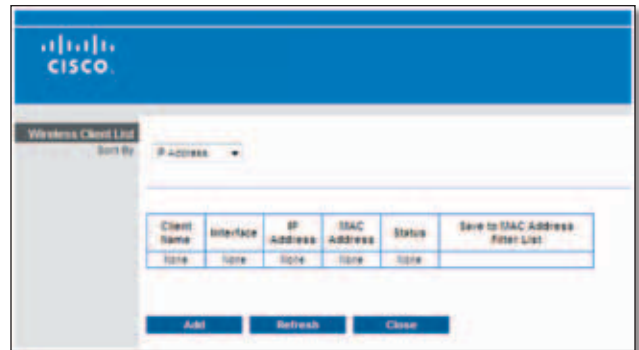 CISCO
Wireless Client List
Sort By
IP Address
Client Name
Interface
IP Address
MAC Address
Status
Save to MAC Address Filter List
None
None
None
None
None
Add
Refresh
Close